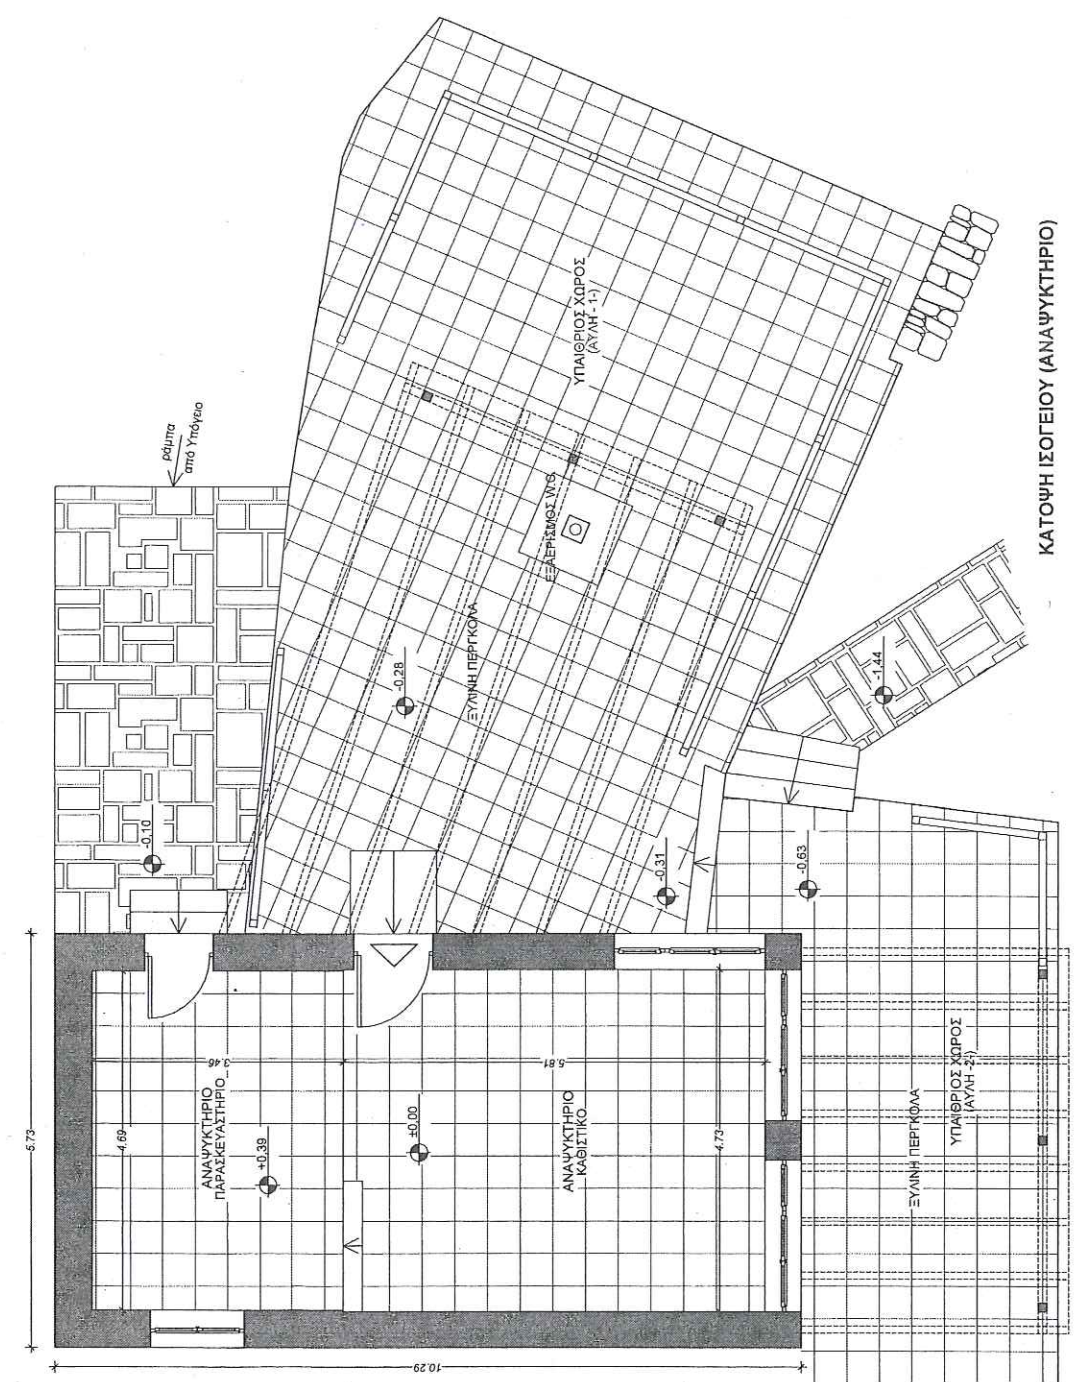 ράμπα
από Υπόγειο
ΥΠΑΙΘΡΙΟΣ ΧΩΡΟΣ
(ΑΥΛΗ - 1-)
ΕΞΑΕΡΙΣΜΟΣ W.C.
ΞΥΛΙΝΗ ΠΕΡΓΚΟΛΑ
-0,28
-0,10
-0,31
-0,63
-1,44
ΚΑΤΟΨΗ ΙΣΟΓΕΙΟΥ (ΑΝΑΨΥΚΤΗΡΙΟ)
5.73
4.69
3.46
ΑΝΑΨΥΚΤΗΡΙΟ
ΠΑΡΑΣΚΕΥΑΣΤΗΡΙΟ
+0,39
±0,00
5.81
ΑΝΑΨΥΚΤΗΡΙΟ
ΚΑΘΙΣΤΙΚΟ
4.73
ΞΥΛΙΝΗ ΠΕΡΓΚΟΛΑ
ΥΠΑΙΘΡΙΟΣ ΧΩΡΟΣ
(ΑΥΛΗ -2-)
10.29